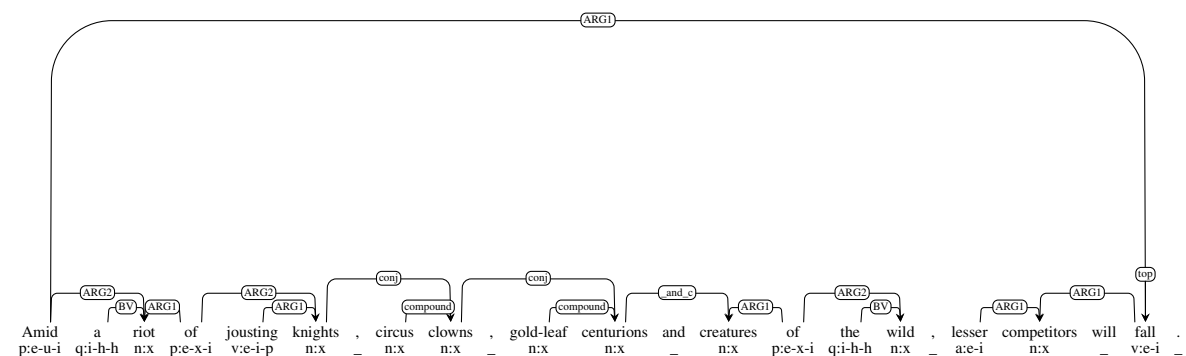 ARG1
top
conj conj
ARG2 ARG2 _and_c ARG2 ARG1
BV ARG1 ARG1 compound compound ARG1 BV ARG1
Amid a riot of jousting knights , circus clowns , gold-leaf centurions and creatures of the wild , lesser competitors will fall .
p:e-u-i q:i-h-h n:x p:e-x-i v:e-i-p n:x _ n:x n:x _ n:x n:x _ n:x p:e-x-i q:i-h-h n:x _ a:e-i n:x _ v:e-i _